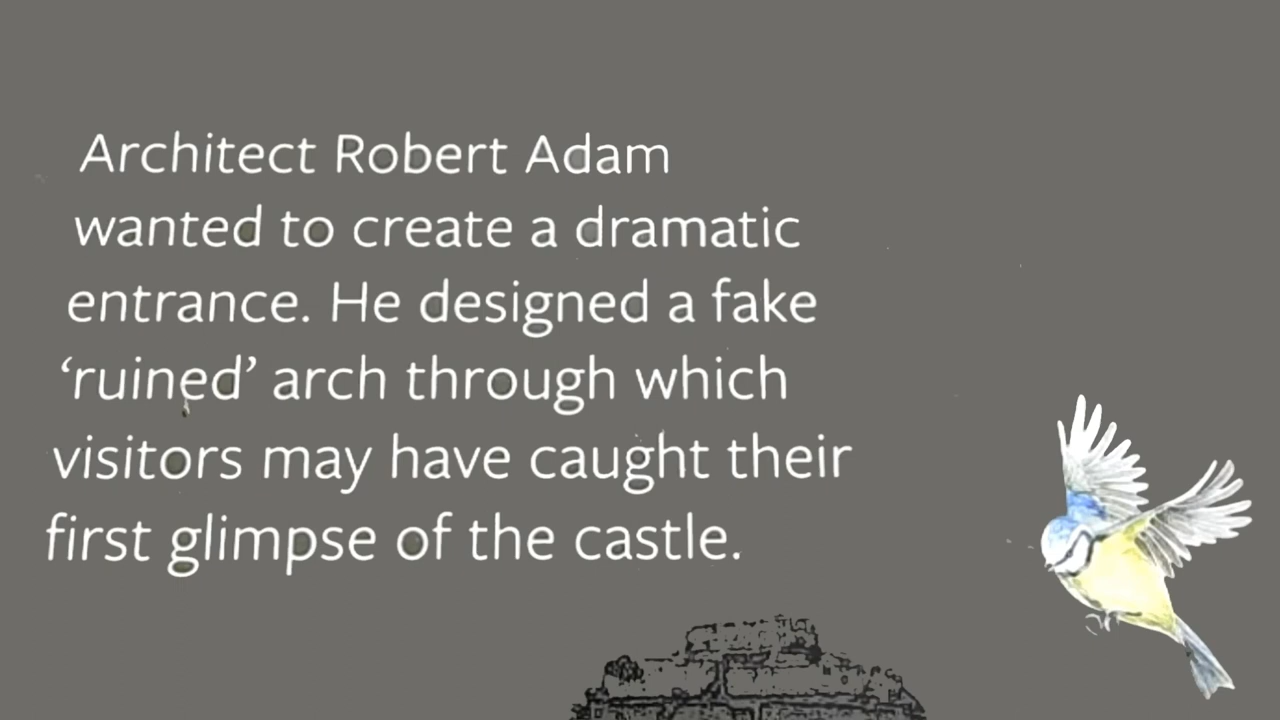 Architect Robert Adam
wanted to create a dramatic
entrance. He designed a fake
‘ruined’ arch through which
visitors may have caught their
first glimpse of the castle.